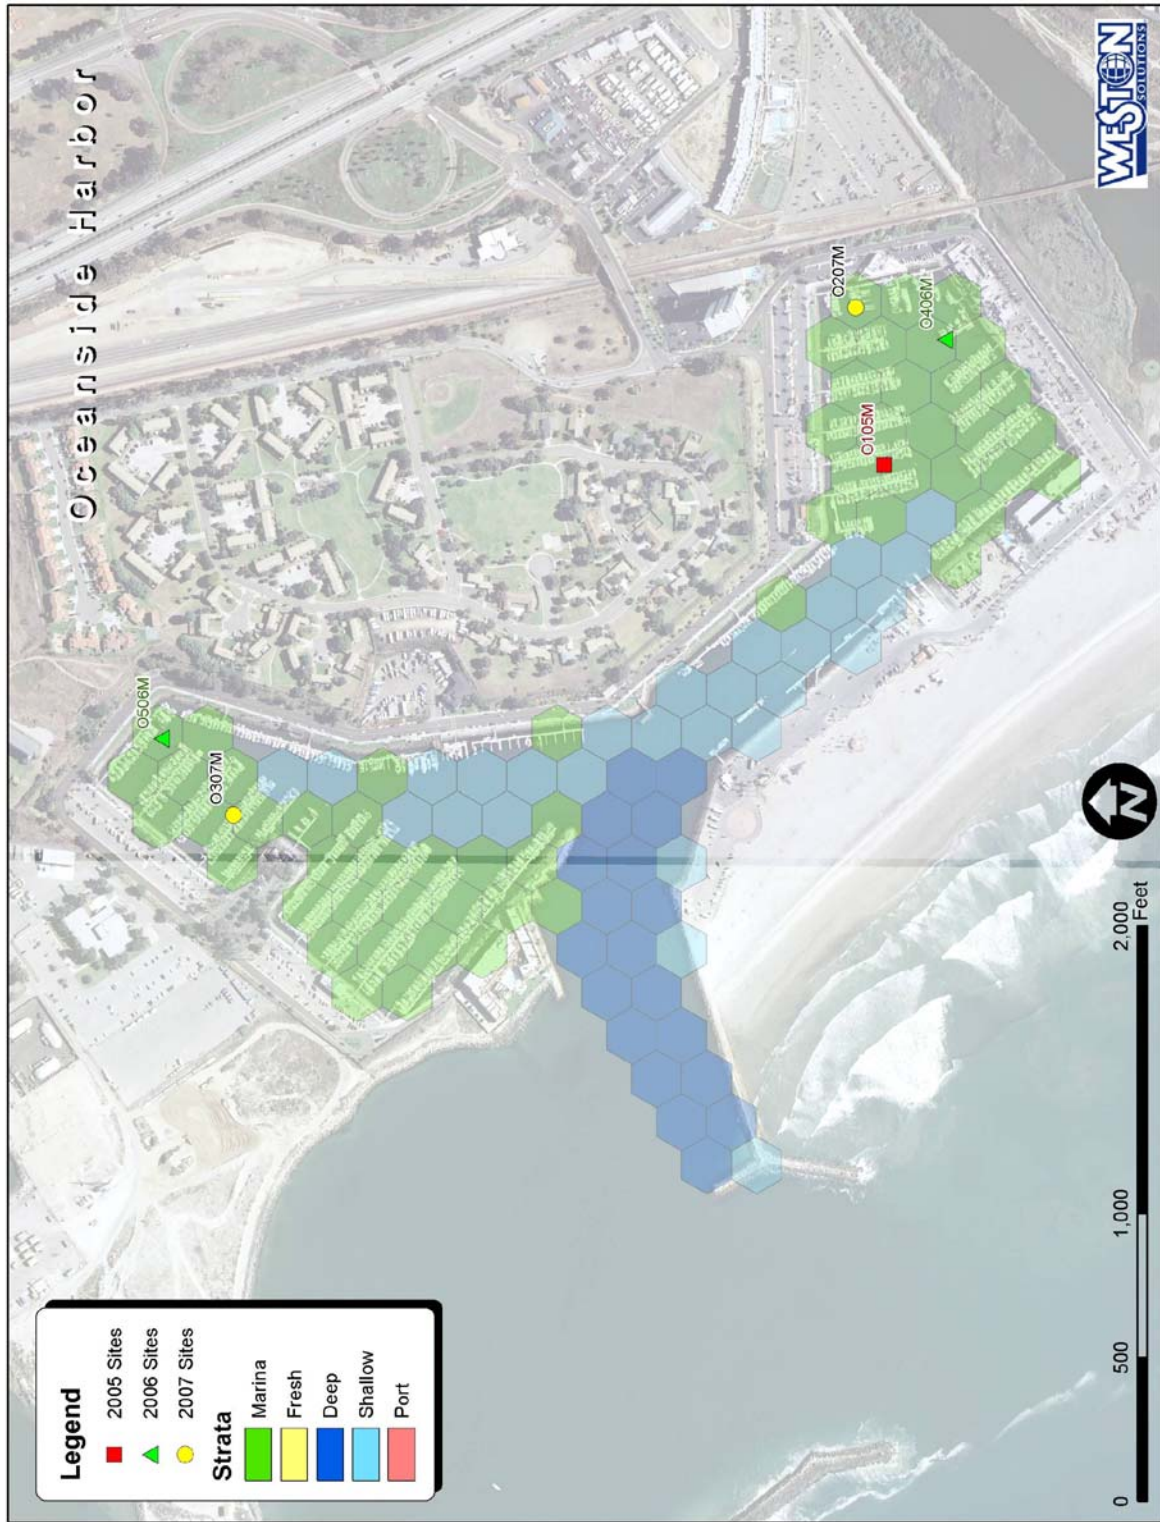 Oceanside Harbor
WESTON
SOLUTIONS
O207M
O406M
O105M
O506M
O307M
N
Legend
2005 Sites
2006 Sites
2007 Sites
Strata
Marina
Fresh
Deep
Shallow
Port
0 500 1,000 2,000
Feet